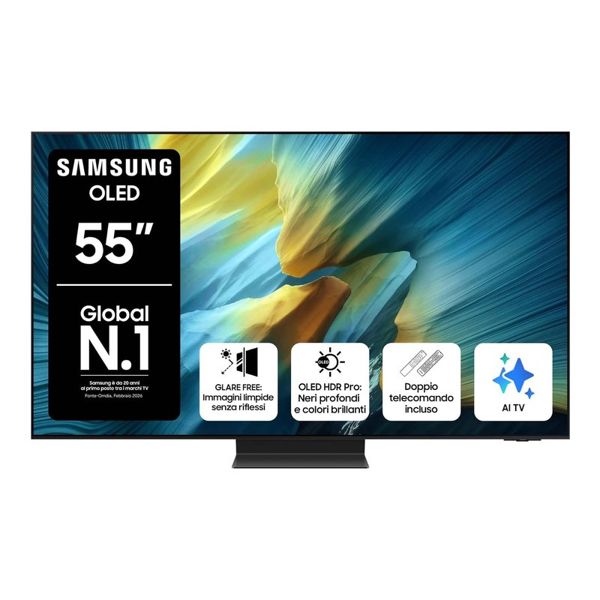 SAMSUNG
OLED
55”
Global
N.1
Samsung è da 20 anni
al primo posto tra i marchi TV
Fonte-Omdia, Febbraio 2026
GLARE FREE:
Immagini limpide
senza riflessi
OLED
OLED HDR Pro:
Neri profondi
e colori brillanti
Doppio
telecomando
incluso
AI TV